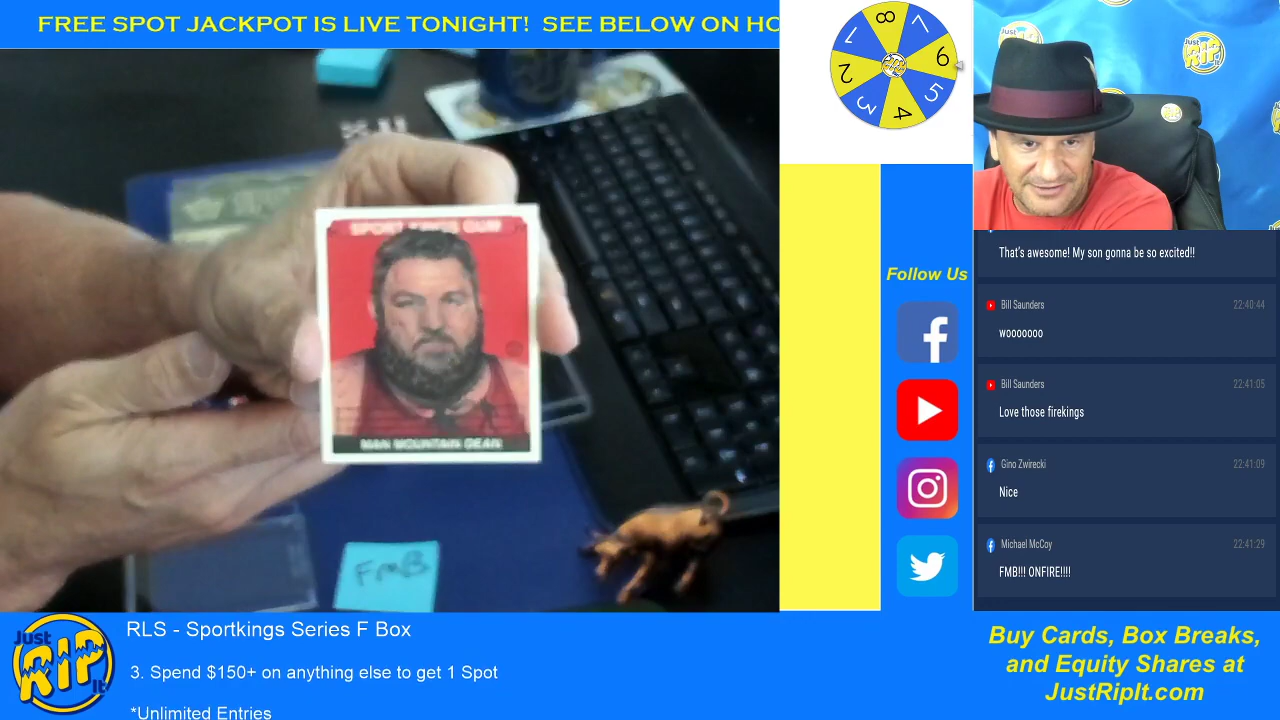 FREE SPOT JACKPOT IS LIVE TONIGHT! SEE BELOW ON HO
8
7
6
5
4
3
2
1
Just
RIP
SPORT KINGS GUM
MAN MOUNTAIN DEAN
FMB
Follow Us
That's awesome! My son gonna be so excited!!
Bill Saunders 22:40:44
wooooooo
Bill Saunders 22:41:05
Love those firekings
Gino Zwirecki 22:41:09
Nice
Michael McCoy 22:41:29
FMB!!! ONFIRE!!!!
Just
RIP
It
RLS - Sportkings Series F Box
3. Spend $150+ on anything else to get 1 Spot
*Unlimited Entries
Buy Cards, Box Breaks,
and Equity Shares at
JustRipIt.com